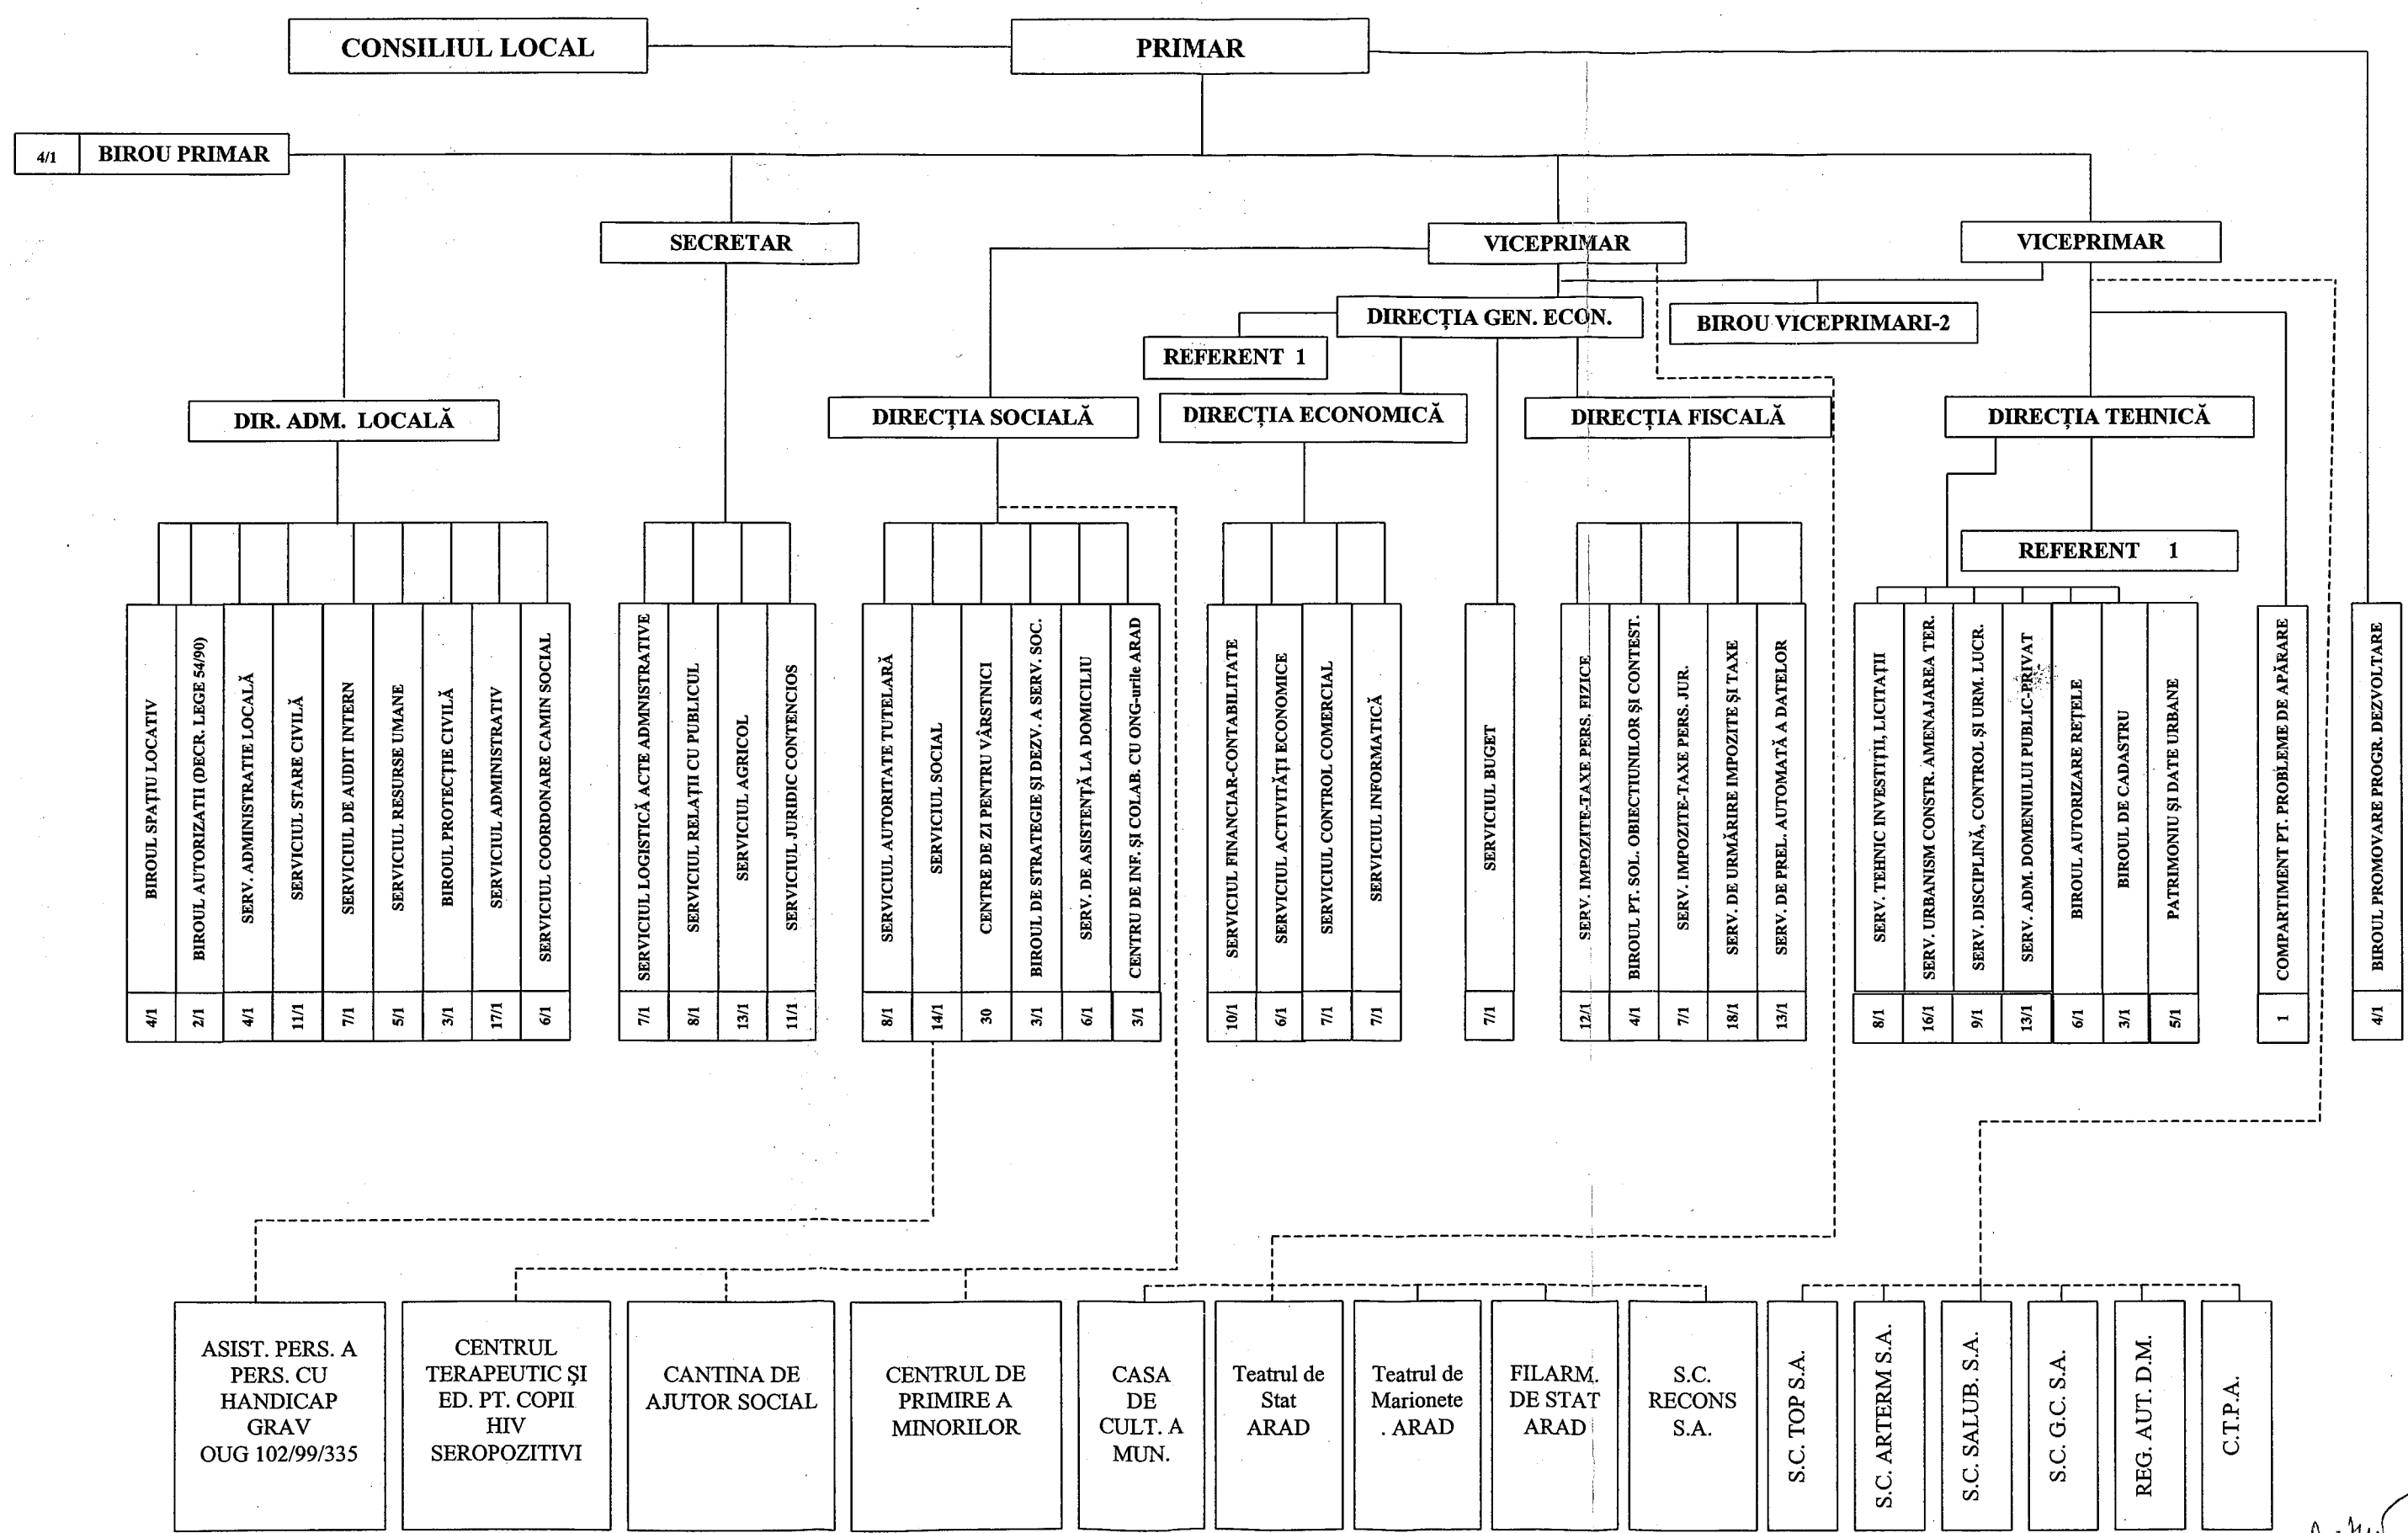 CONSILIUL LOCAL
PRIMAR
4/1 BIROU PRIMAR
SECRETAR
VICEPRIMAR
VICEPRIMAR
DIRECȚIA GEN. ECON.
BIROU VICEPRIMARI-2
REFERENT 1
DIR. ADM. LOCALĂ
DIRECȚIA SOCIALĂ
DIRECȚIA ECONOMICĂ
DIRECȚIA FISCALĂ
DIRECȚIA TEHNICĂ
REFERENT 1
BIROUL SPAȚIU LOCATIV
4/1
BIROUL AUTORIZATII (DECR. LEGE 54/90)
2/1
SERV. ADMINISTRATIE LOCALĂ
4/1
SERVICIUL STARE CIVILĂ
11/1
SERVICIUL DE AUDIT INTERN
7/1
SERVICIUL RESURSE UMANE
5/1
BIROUL PROTECȚIE CIVILĂ
3/1
SERVICIUL ADMINISTRATIV
17/1
SERVICIUL COORDONARE CAMIN SOCIAL
6/1
SERVICIUL LOGISTICĂ ACTE ADMNISTRATIVE
7/1
SERVICIUL RELAȚII CU PUBLICUL
8/1
SERVICIUL AGRICOL
13/1
SERVICIUL JURIDIC CONTENCIOS
11/1
SERVICIUL AUTORITATE TUTELARĂ
8/1
SERVICIUL SOCIAL
14/1
CENTRE DE ZI PENTRU VÂRSTNICI
30
BIROUL DE STRATEGIE ȘI DEZV. A SERV. SOC.
3/1
SERV. DE ASISTENȚĂ LA DOMICILIU
6/1
CENTRU DE INF. ȘI COLAB. CU ONG-urile ARAD
3/1
SERVICIUL FINANCIAR-CONTABILITATE
10/1
SERVICIUL ACTIVITĂȚI ECONOMICE
6/1
SERVICIUL CONTROL COMERCIAL
7/1
SERVICIUL INFORMATICĂ
7/1
SERVICIUL BUGET
7/1
SERV. IMPOZITE-TAXE PERS. FIZICE
12/1
BIROUL PT. SOL. OBIECTIUNILOR ȘI CONTEST.
4/1
SERV. IMPOZITE-TAXE PERS. JUR.
7/1
SERV. DE URMĂRIRE IMPOZITE ȘI TAXE
18/1
SERV. DE PREL. AUTOMATĂ A DATELOR
13/1
SERV. TEHNIC INVESTIȚII, LICITAȚII
8/1
SERV. URBANISM CONSTR. AMENAJAREA TER.
16/1
SERV. DISCIPLINĂ, CONTROL ȘI URM. LUCR.
9/1
SERV. ADM. DOMENIULUI PUBLIC-PRIVAT
13/1
BIROUL AUTORIZARE REȚELE
6/1
BIROUL DE CADASTRU
3/1
PATRIMONIU ȘI DATE URBANE
5/1
COMPARTIMENT PT. PROBLEME DE APĂRARE
1
BIROUL PROMOVARE PROGR. DEZVOLTARE
4/1
ASIST. PERS. A
PERS. CU
HANDICAP
GRAV
OUG 102/99/335
CENTRUL
TERAPEUTIC ȘI
ED. PT. COPII
HIV
SEROPOZITIVI
CANTINA DE
AJUTOR SOCIAL
CENTRUL DE
PRIMIRE A
MINORILOR
CASA
DE
CULT. A
MUN.
Teatrul de
Stat
ARAD
Teatrul de
Marionete
. ARAD
FILARM.
DE STAT
ARAD
S.C.
RECONS
S.A.
S.C. TOP S.A.
S.C. ARTERM S.A.
S.C. SALUB. S.A.
S.C. G.C. S.A.
REG. AUT. D.M.
C.T.P.A.